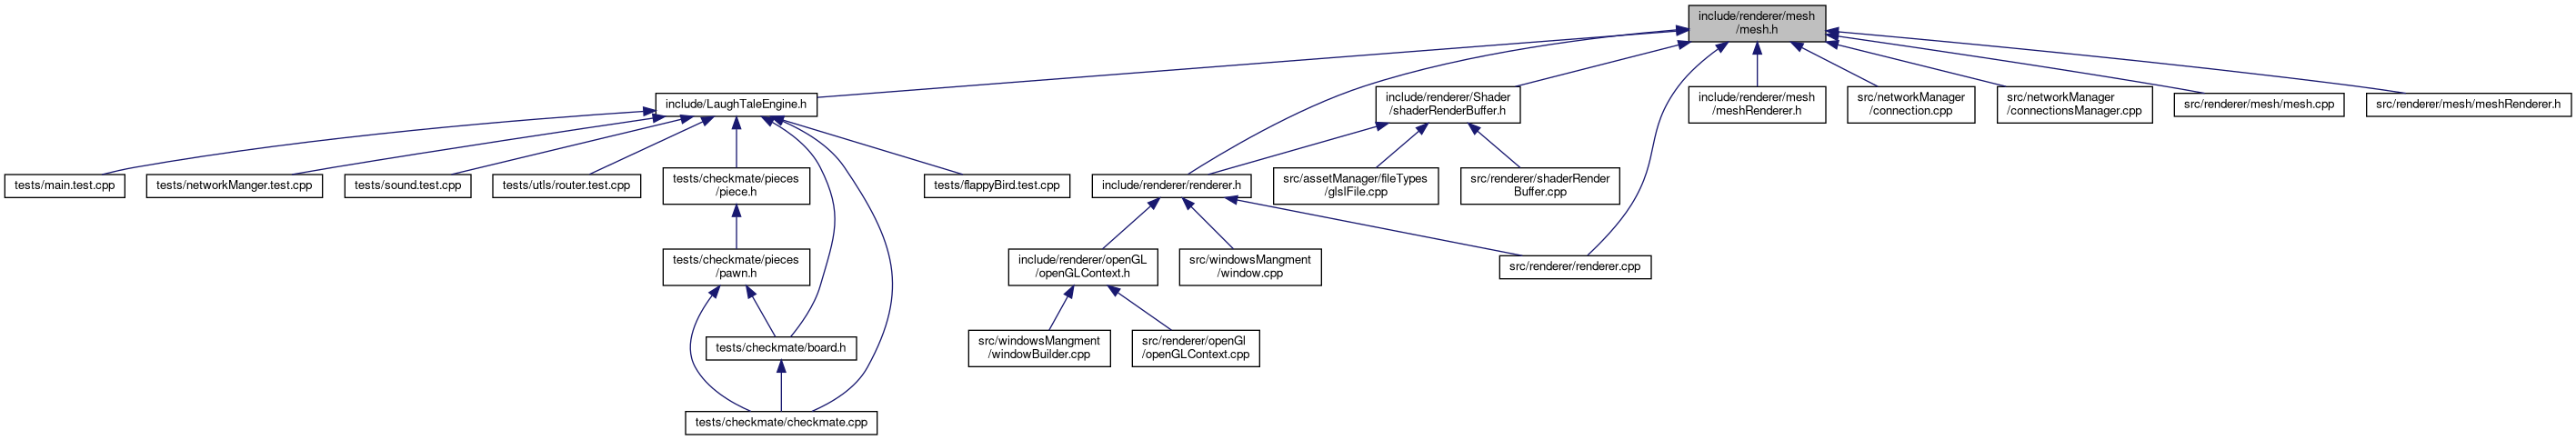 include/renderer/mesh
/mesh.h
include/LaughTaleEngine.h
include/renderer/Shader
/shaderRenderBuffer.h
include/renderer/mesh
/meshRenderer.h
src/networkManager
/connection.cpp
src/networkManager
/connectionsManager.cpp
src/renderer/mesh/mesh.cpp
src/renderer/mesh/meshRenderer.h
tests/main.test.cpp
tests/networkManger.test.cpp
tests/sound.test.cpp
tests/utls/router.test.cpp
tests/checkmate/pieces
/piece.h
tests/flappyBird.test.cpp
include/renderer/renderer.h
src/assetManager/fileTypes
/glslFile.cpp
src/renderer/shaderRender
Buffer.cpp
tests/checkmate/pieces
/pawn.h
include/renderer/openGL
/openGLContext.h
src/windowsMangment
/window.cpp
src/renderer/renderer.cpp
tests/checkmate/board.h
src/windowsMangment
/windowBuilder.cpp
src/renderer/openGl
/openGLContext.cpp
tests/checkmate/checkmate.cpp